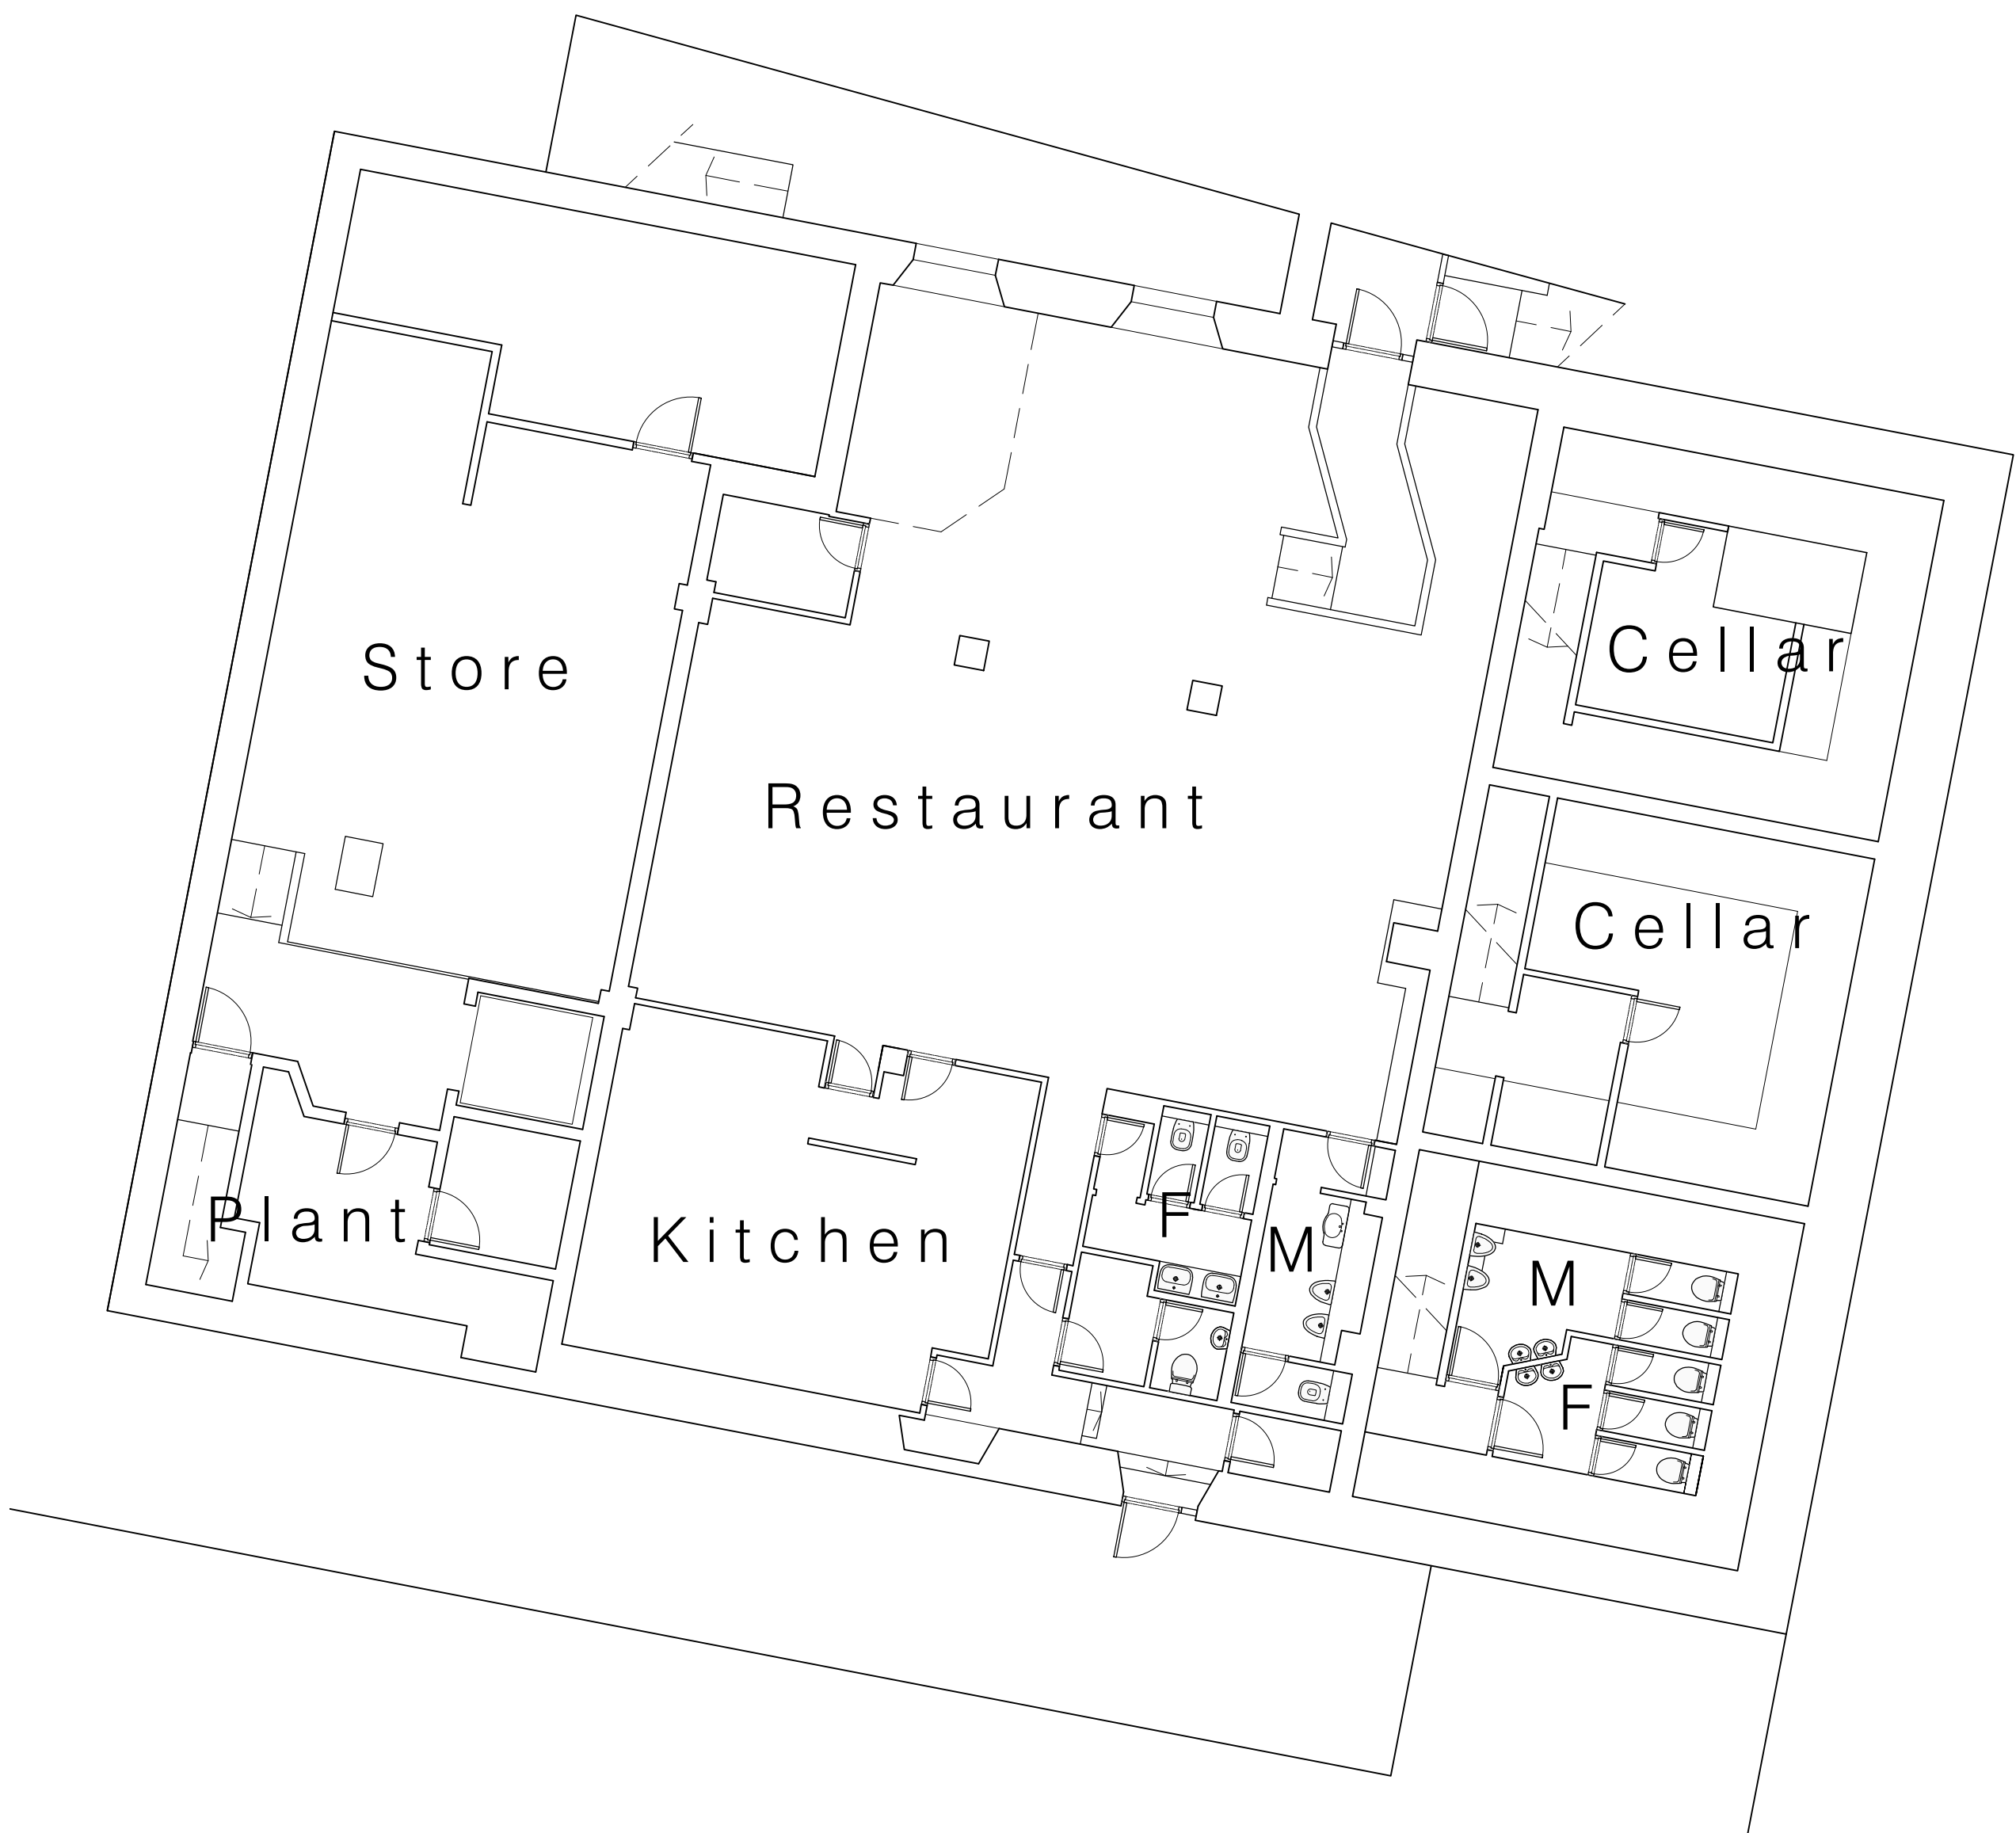 Store
Cellar
Restaurant
Cellar
Plant
Kitchen
F
M
M
F